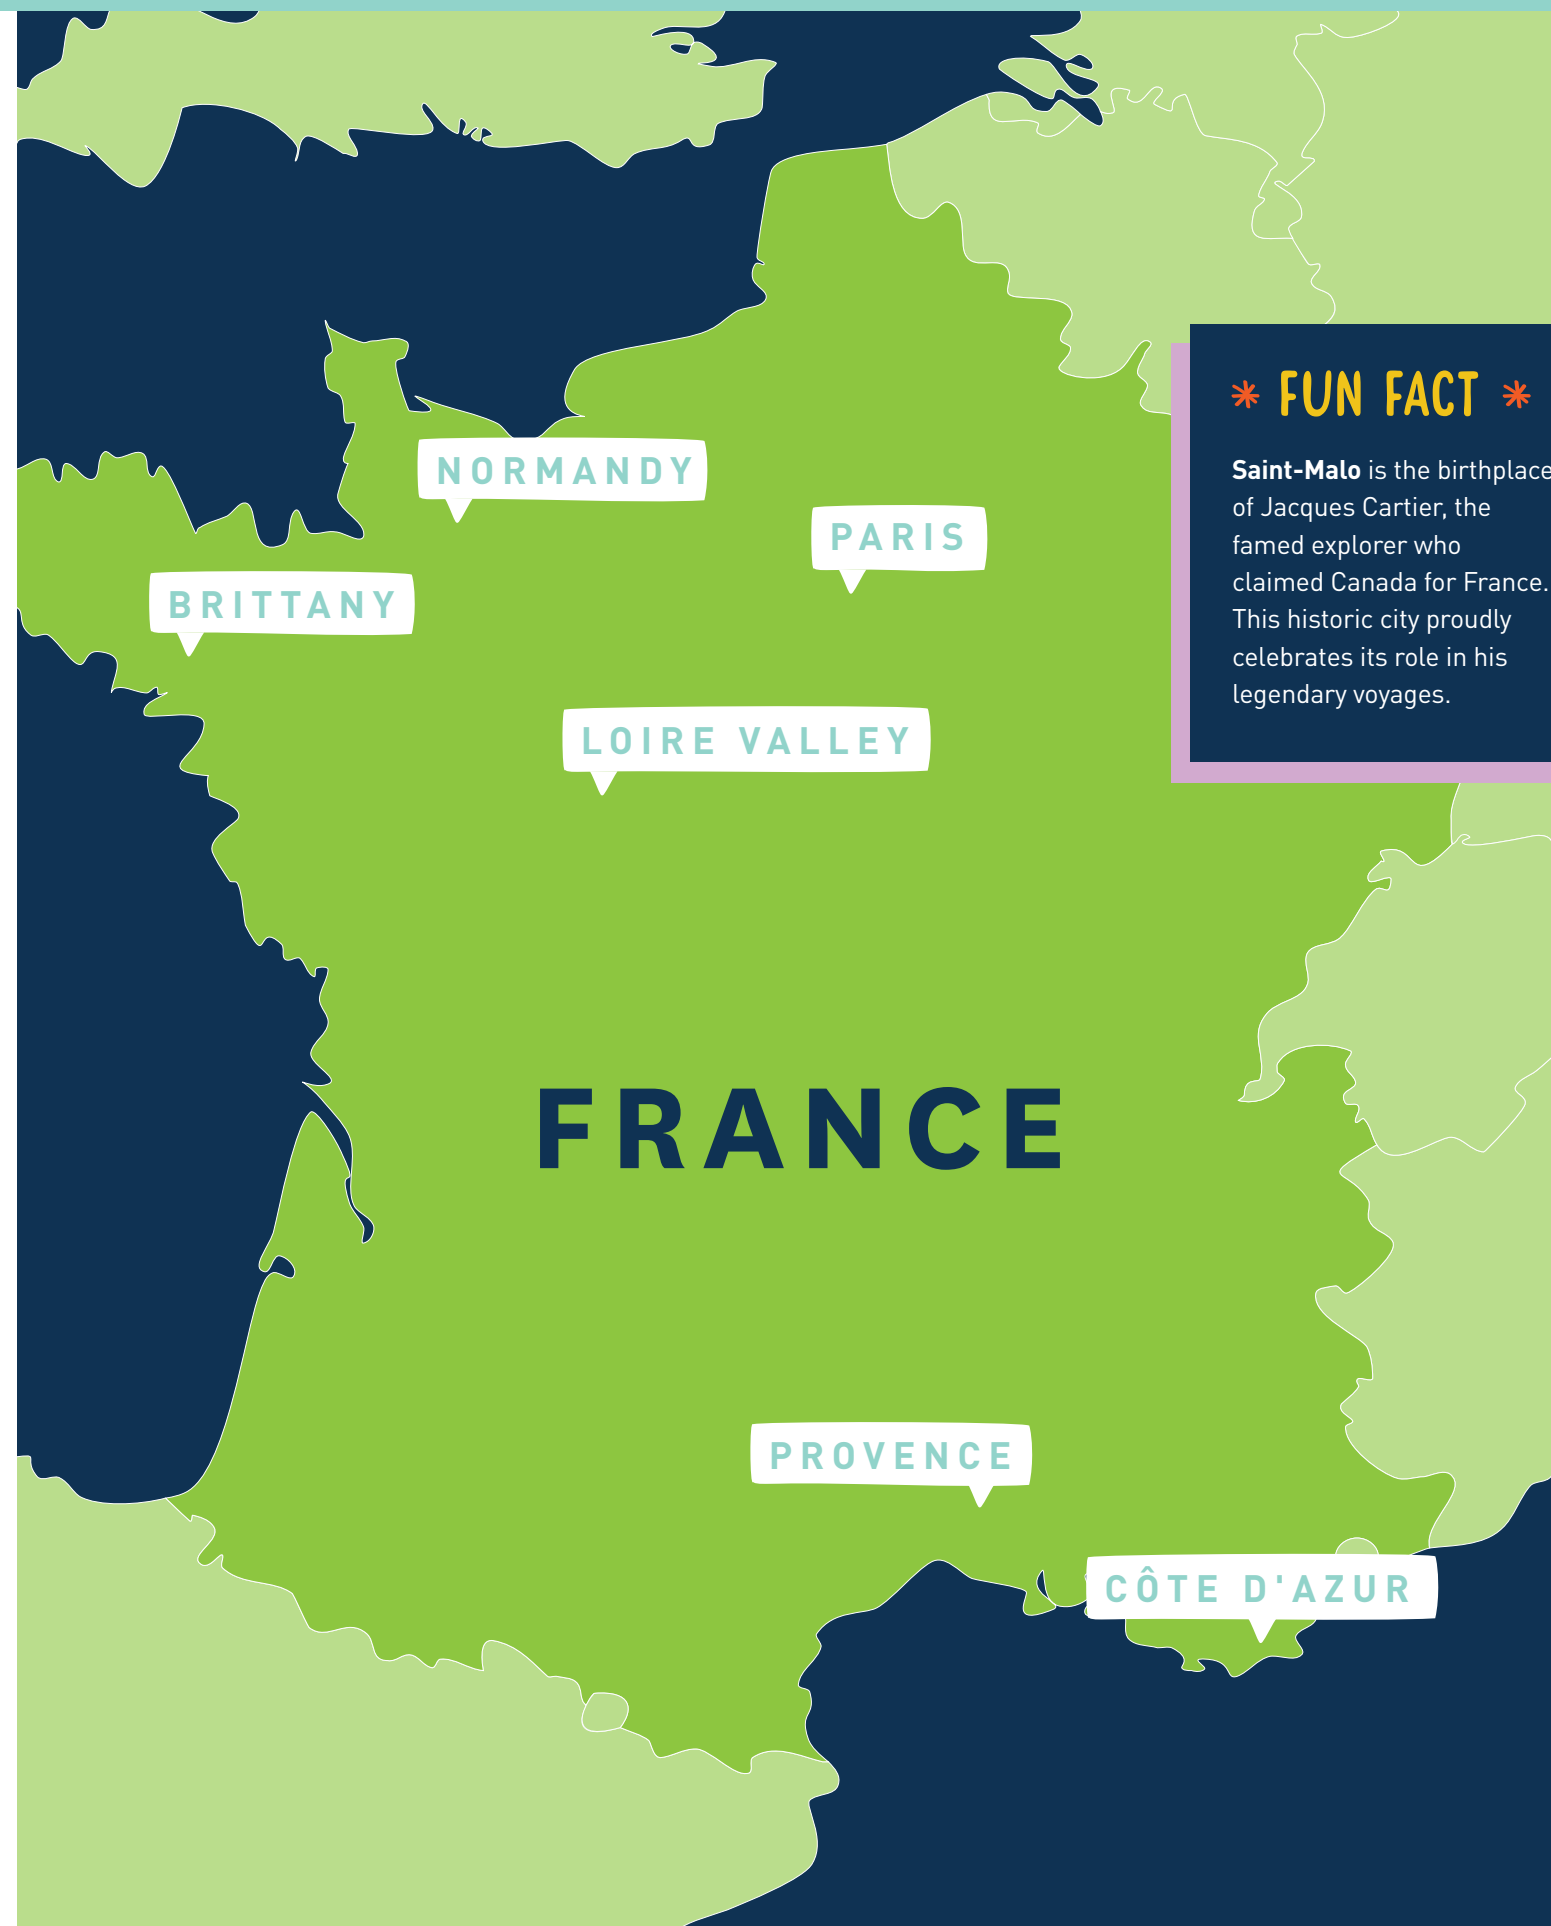 FUN FACT
Saint-Malo is the birthplace
of Jacques Cartier, the
famed explorer who
claimed Canada for France.
This historic city proudly
celebrates its role in his
legendary voyages.
NORMANDY
PARIS
BRITTANY
LOIRE VALLEY
FRANCE
PROVENCE
CÔTE D'AZUR